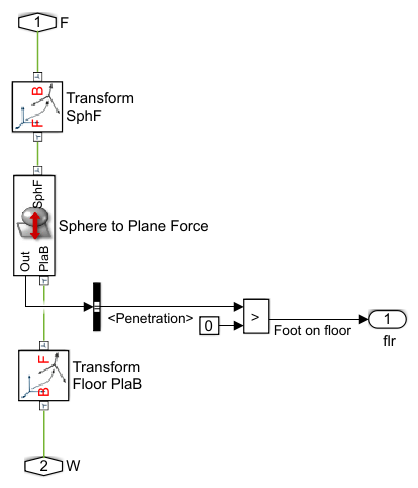 1 F
B
Transform
SphF
F
SphF
Sphere to Plane Force
Out
PlaB
<Penetration>
0
>
Foot on floor
1
flr
F
Transform
Floor PlaB
B
2 W